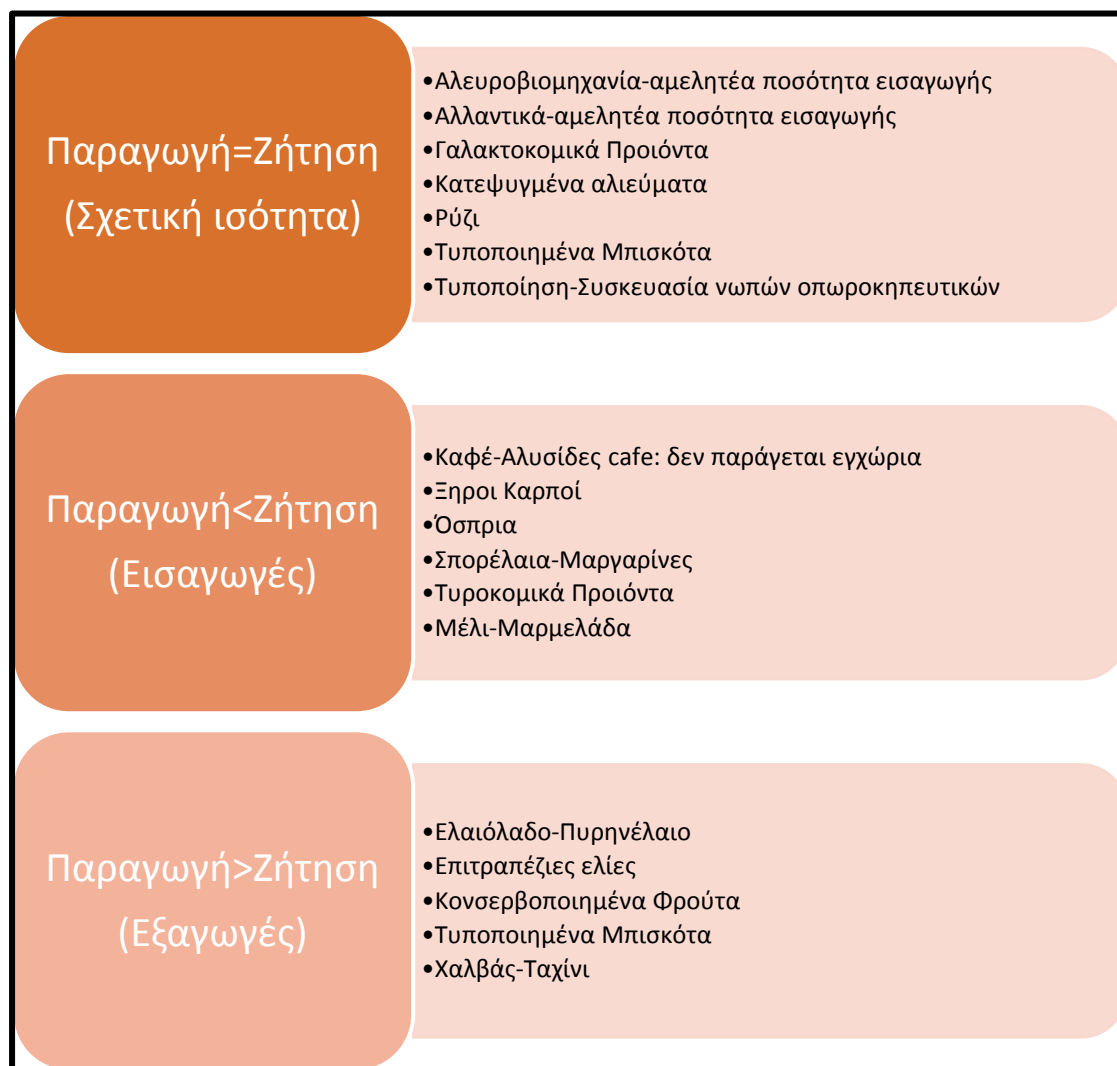 Παραγωγή=Ζήτηση
(Σχετική ισότητα)
•Αλευροβιομηχανία-αμελητέα ποσότητα εισαγωγής
•Αλλαντικά-αμελητέα ποσότητα εισαγωγής
•Γαλακτοκομικά Προιόντα
•Κατεψυγμένα αλιεύματα
•Ρύζι
•Τυποποιημένα Μπισκότα
•Τυποποίηση-Συσκευασία νωπών οπωροκηπευτικών
Παραγωγή<Ζήτηση
(Εισαγωγές)
•Καφέ-Αλυσίδες cafe: δεν παράγεται εγχώρια
•Ξηροι Καρποί
•Όσπρια
•Σπορέλαια-Μαργαρίνες
•Τυροκομικά Προιόντα
•Μέλι-Μαρμελάδα
Παραγωγή>Ζήτηση
(Εξαγωγές)
•Ελαιόλαδο-Πυρηνέλαιο
•Επιτραπέζιες ελίες
•Κονσερβοποιημένα Φρούτα
•Τυποποιημένα Μπισκότα
•Χαλβάς-Ταχίνι